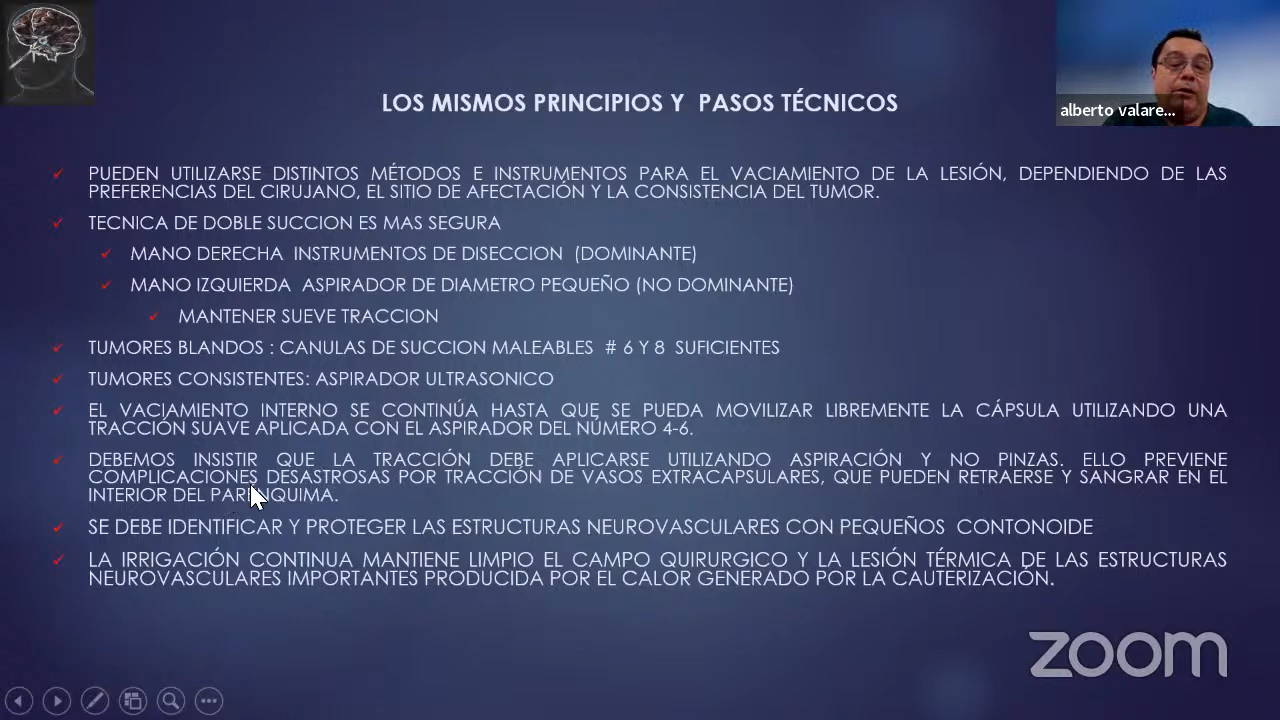 LOS MISMOS PRINCIPIOS Y PASOS TÉCNICOS
alberto valare...
PUEDEN UTILIZARSE DISTINTOS MÉTODOS E INSTRUMENTOS PARA EL VACIAMIENTO DE LA LESIÓN, DEPENDIENDO DE LAS
PREFERENCIAS DEL CIRUJANO, EL SITIO DE AFECTACIÓN Y LA CONSISTENCIA DEL TUMOR.
TECNICA DE DOBLE SUCCION ES MAS SEGURA
MANO DERECHA INSTRUMENTOS DE DISECCION (DOMINANTE)
MANO IZQUIERDA ASPIRADOR DE DIAMETRO PEQUEÑO (NO DOMINANTE)
MANTENER SUEVE TRACCION
TUMORES BLANDOS : CANULAS DE SUCCION MALEABLES # 6 Y 8 SUFICIENTES
TUMORES CONSISTENTES: ASPIRADOR ULTRASONICO
EL VACIAMIENTO INTERNO SE CONTINÚA HASTA QUE SE PUEDA MOVILIZAR LIBREMENTE LA CÁPSULA UTILIZANDO UNA
TRACCIÓN SUAVE APLICADA CON EL ASPIRADOR DEL NÚMERO 4-6.
DEBEMOS INSISTIR QUE LA TRACCIÓN DEBE APLICARSE UTILIZANDO ASPIRACIÓN Y NO PINZAS. ELLO PREVIENE
COMPLICACIONES DESASTROSAS POR TRACCIÓN DE VASOS EXTRACAPSULARES, QUE PUEDEN RETRAERSE Y SANGRAR EN EL
INTERIOR DEL PARÉNQUIMA.
SE DEBE IDENTIFICAR Y PROTEGER LAS ESTRUCTURAS NEUROVASCULARES CON PEQUEÑOS CONTONOIDE
LA IRRIGACIÓN CONTINUA MANTIENE LIMPIO EL CAMPO QUIRURGICO Y LA LESIÓN TÉRMICA DE LAS ESTRUCTURAS
NEUROVASCULARES IMPORTANTES PRODUCIDA POR EL CALOR GENERADO POR LA CAUTERIZACIÓN.
zoom